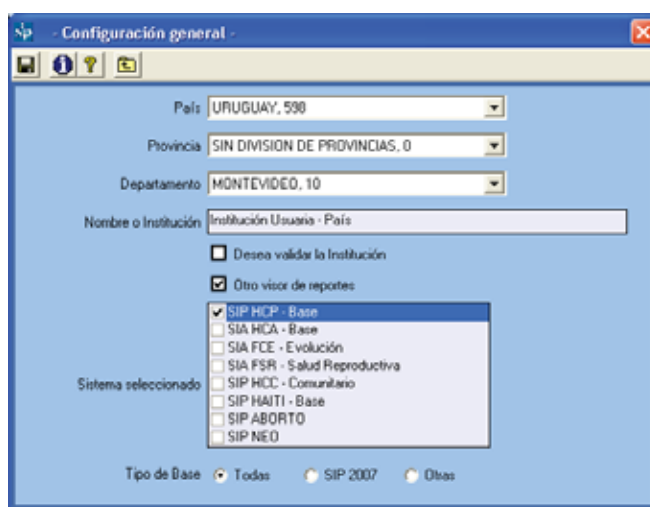 sip - Configuración general -
País URUGUAY, 598
Provincia SIN DIVISION DE PROVINCIAS, 0
Departamento MONTEVIDEO, 10
Nombre o Institución Institución Usuaria - País
Desea validar la Institución
Otro visor de reportes
SIP HCP - Base
SIA HCA - Base
SIA FCE - Evolución
SIA FSR - Salud Reproductiva
Sistema seleccionado SIP HCC - Comunitario
SIP HAITI - Base
SIP ABORTO
SIP NEO
Tipo de Base Todas SIP 2007 Otras